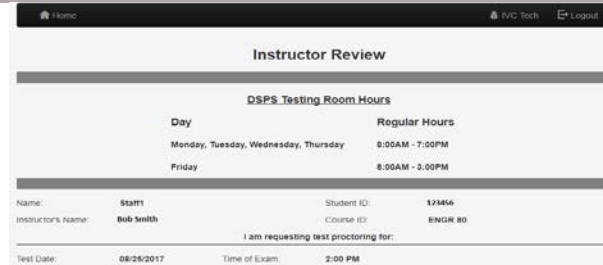 Home IVC Tech Logout
Instructor Review
DSPS Testing Room Hours
Day Regular Hours
Monday, Tuesday, Wednesday, Thursday 8:00AM - 7:00PM
Friday 8:00AM - 3:00PM
Name: Staff1 Student ID: 123456
Instructor's Name: Bob Smith Course ID: ENGR 80
I am requesting test proctoring for:
Test Date: 08/25/2017 Time of Exam: 2:00 PM